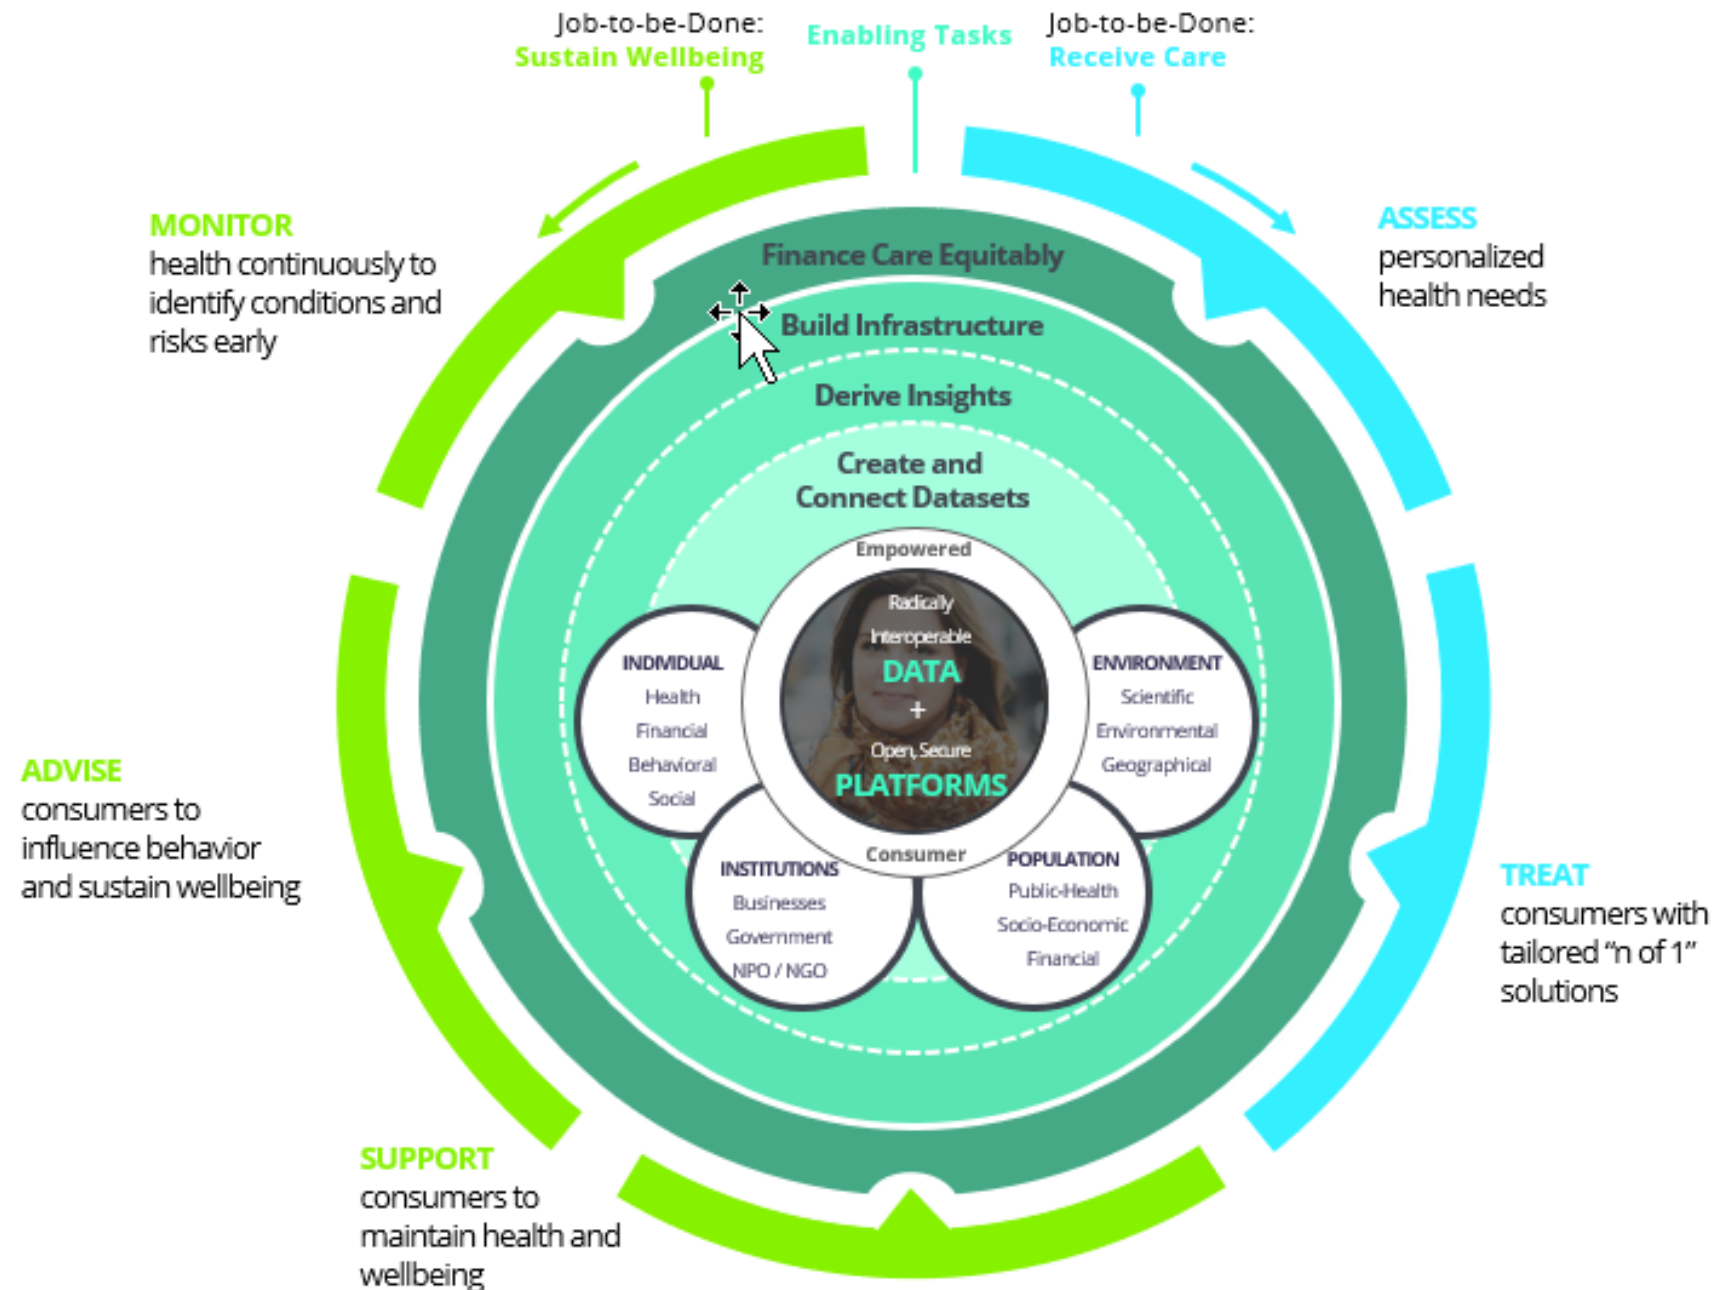 Job-to-be-Done:
Sustain Wellbeing
Enabling Tasks
Job-to-be-Done:
Receive Care
MONITOR
health continuously to
identify conditions and
risks early
ASSESS
personalized
health needs
Finance Care Equitably
Build Infrastructure
Derive Insights
Create and
Connect Datasets
Empowered
Radically
Interoperable
DATA
+
Open, Secure
PLATFORMS
Consumer
INDIVIDUAL
Health
Financial
Behavioral
Social
ENVIRONMENT
Scientific
Environmental
Geographical
INSTITUTIONS
Businesses
Government
NPO / NGO
POPULATION
Public-Health
Socio-Economic
Financial
ADVISE
consumers to
influence behavior
and sustain wellbeing
TREAT
consumers with
tailored “n of 1”
solutions
SUPPORT
consumers to
maintain health and
wellbeing